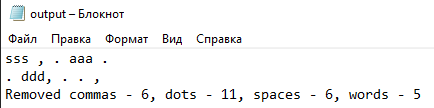 output – Блокнот
Файл Правка Формат Вид Справка
sss , . aaa .
. ddd, . . ,
Removed commas - 6, dots - 11, spaces - 6, words - 5